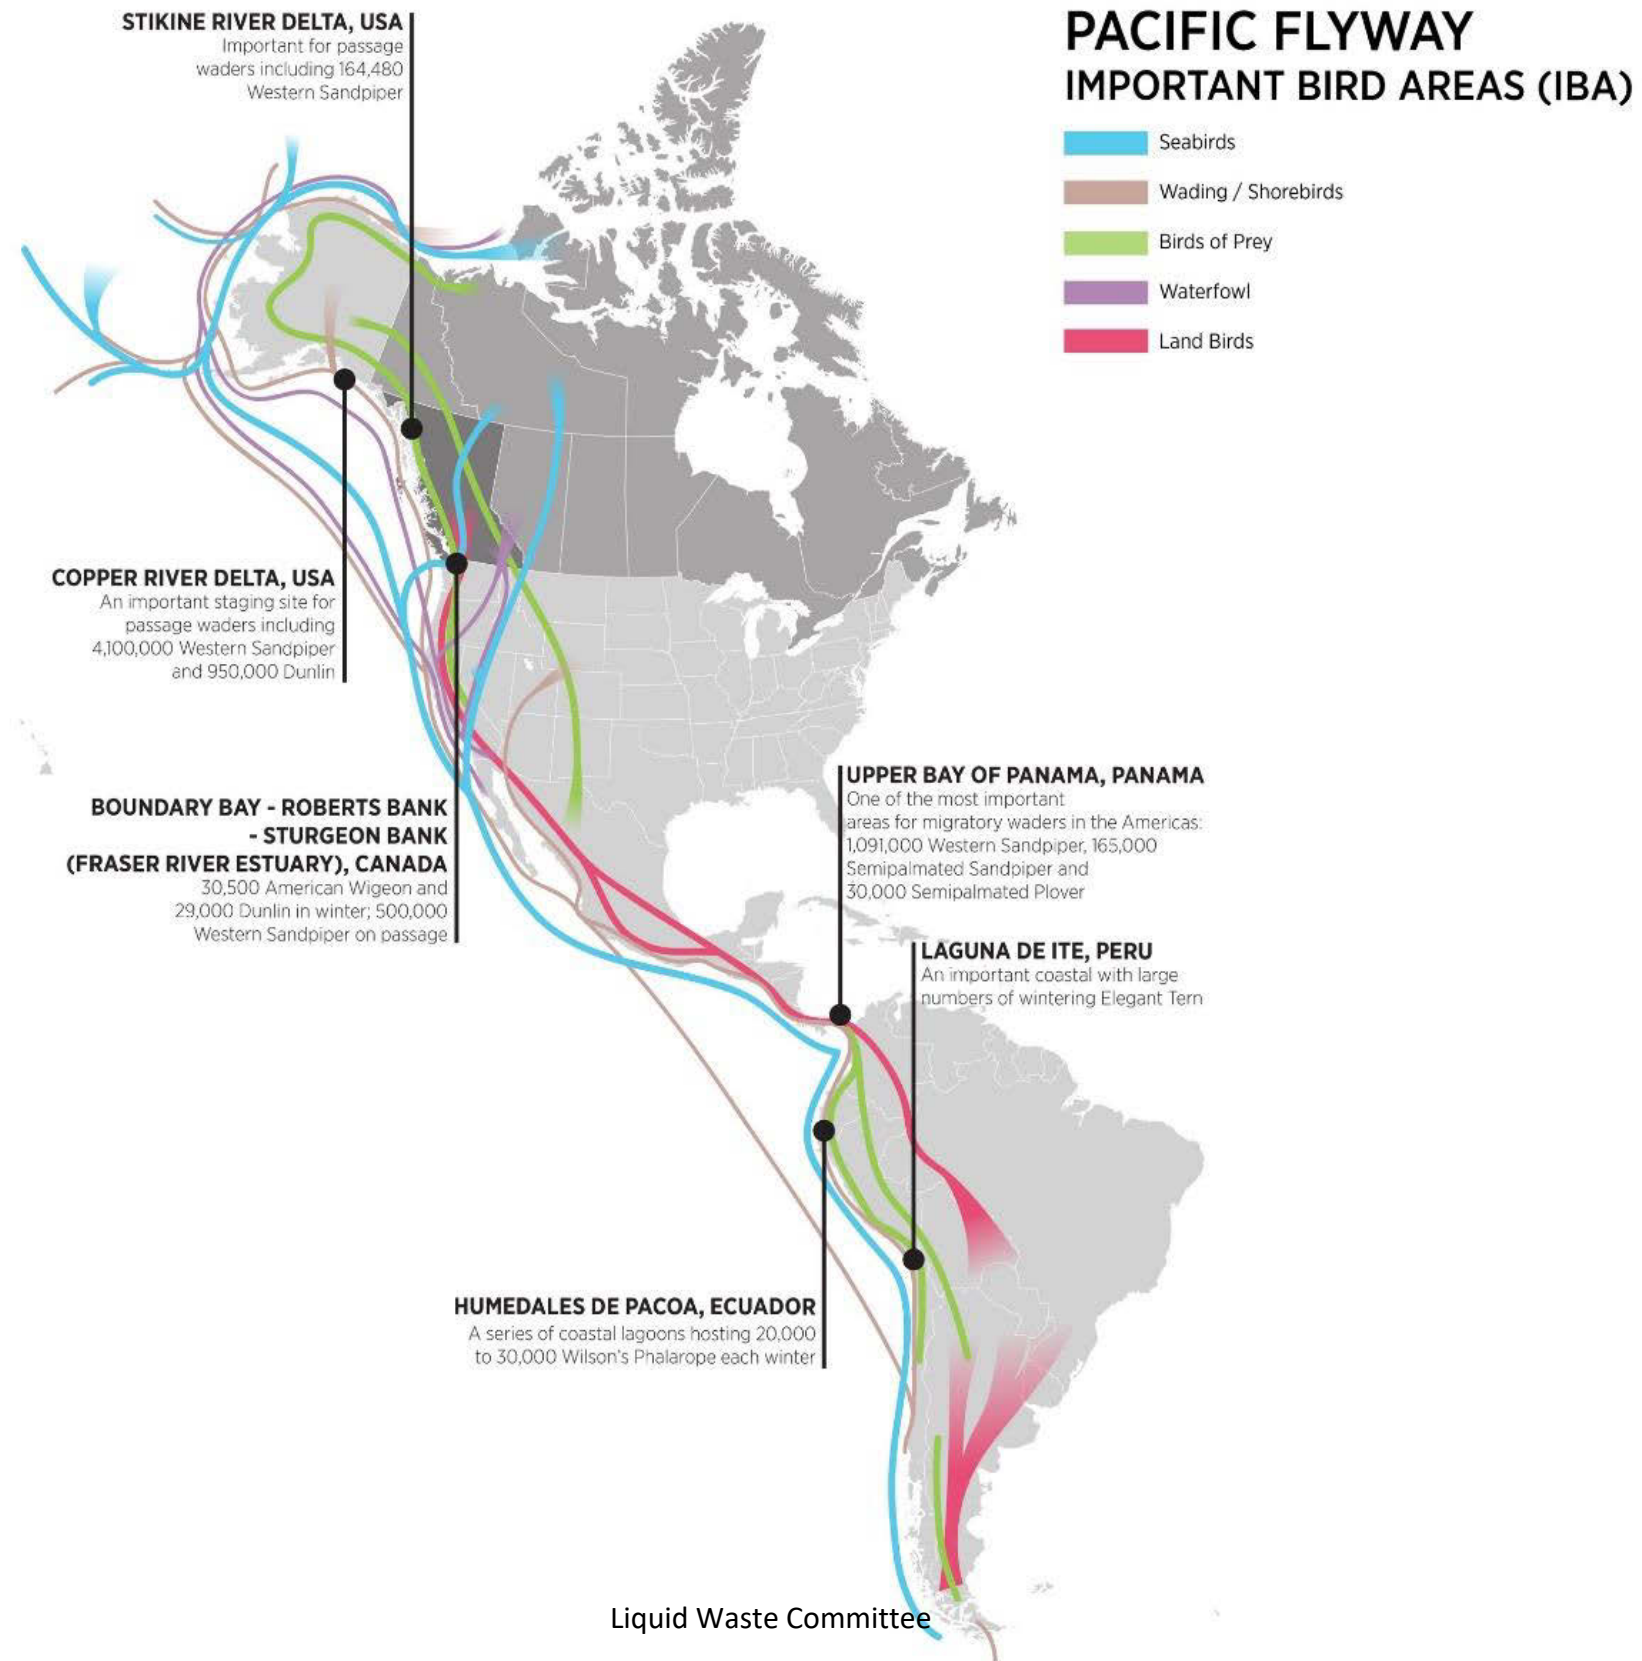 STIKINE RIVER DELTA, USA
Important for passage
waders including 164,480
Western Sandpiper
PACIFIC FLYWAY
IMPORTANT BIRD AREAS (IBA)
Seabirds
Wading / Shorebirds
Birds of Prey
Waterfowl
Land Birds
COPPER RIVER DELTA, USA
An important staging site for
passage waders including
4,100,000 Western Sandpiper
and 950,000 Dunlin
BOUNDARY BAY - ROBERTS BANK
- STURGEON BANK
(FRASER RIVER ESTUARY), CANADA
30,500 American Wigeon and
29,000 Dunlin in winter; 500,000
Western Sandpiper on passage
UPPER BAY OF PANAMA, PANAMA
One of the most important
areas for migratory waders in the Americas:
1,091,000 Western Sandpiper, 165,000
Semipalmated Sandpiper and
30,000 Semipalmated Plover
LAGUNA DE ITE, PERU
An important coastal with large
numbers of wintering Elegant Tern
HUMEDALES DE PACOA, ECUADOR
A series of coastal lagoons hosting 20,000
to 30,000 Wilson's Phalarope each winter
Liquid Waste Committee